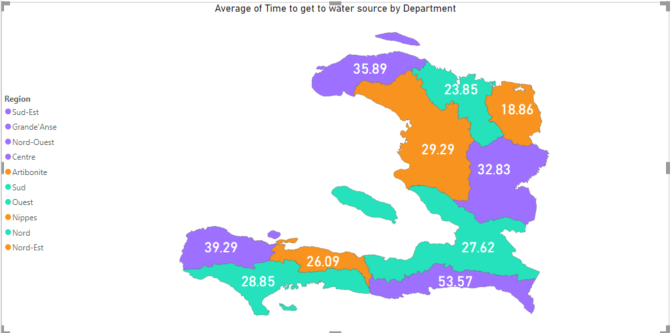 Average of Time to get to water source by Department
35.89
23.85
18.86
Region
Sud-Est
Grande'Anse
Nord-Ouest
Centre
Artibonite
Sud
Ouest
Nippes
Nord
Nord-Est
29.29
32.83
39.29
26.09
27.62
28.85
53.57